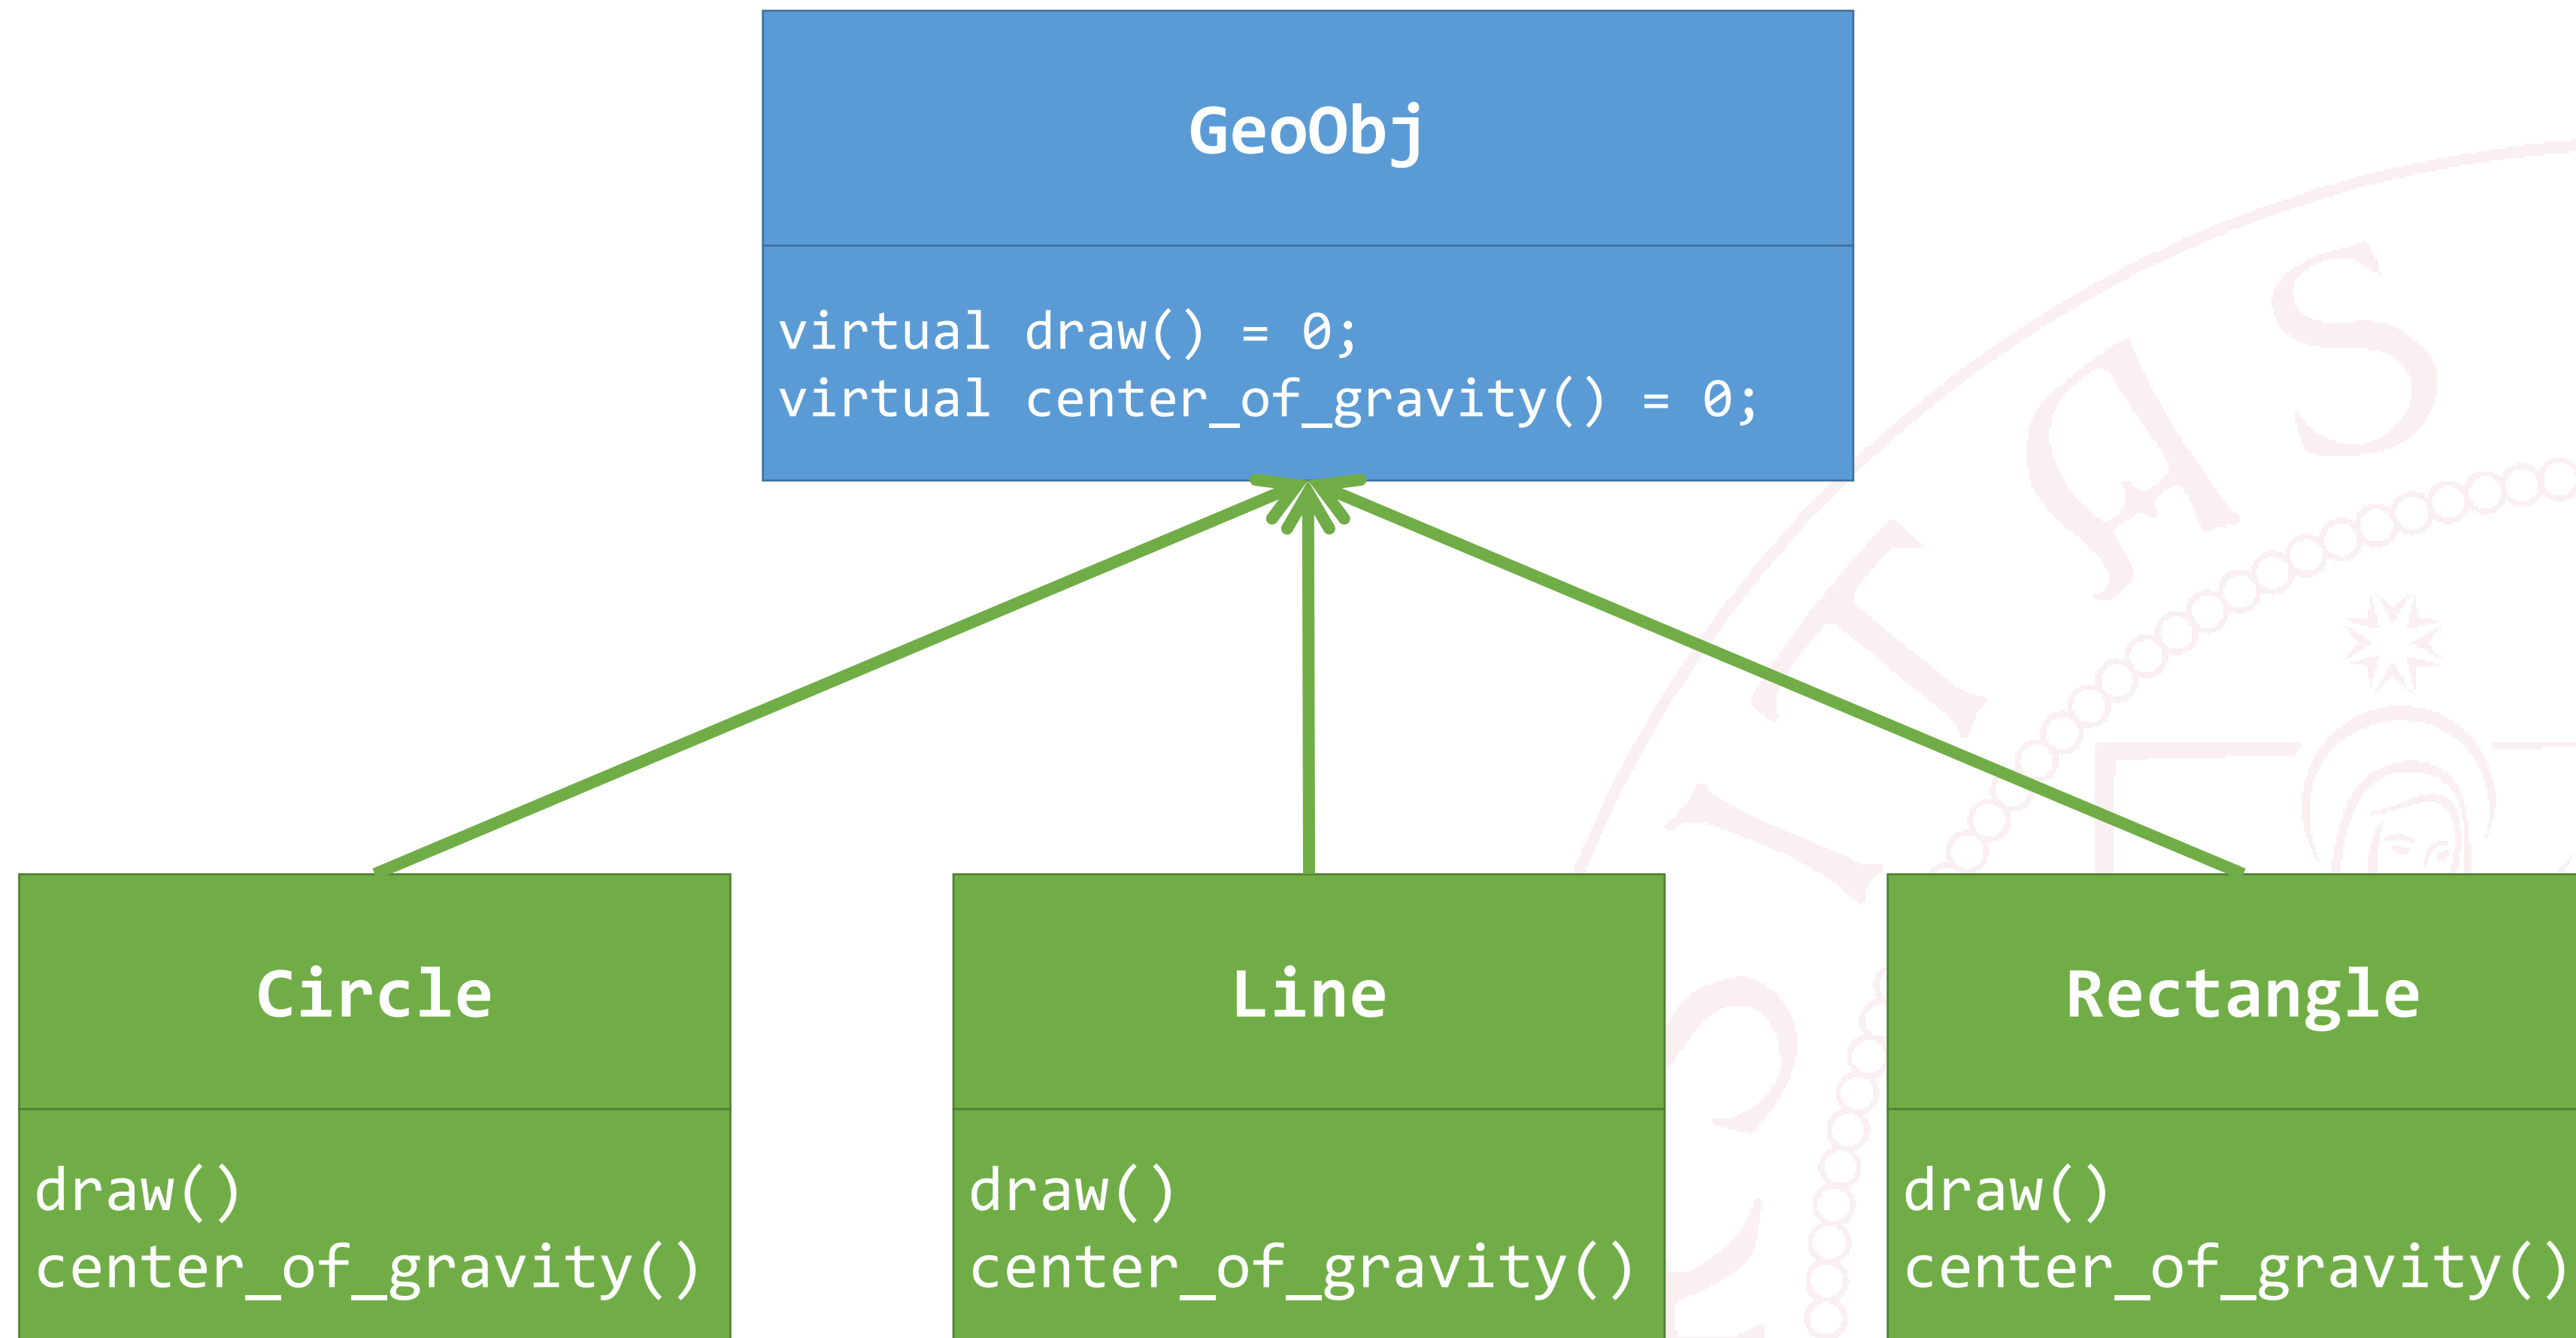 GeoObj
virtual draw() = 0;
virtual center_of_gravity() = 0;
Circle
draw()
center_of_gravity()
Line
draw()
center_of_gravity()
Rectangle
draw()
center_of_gravity()